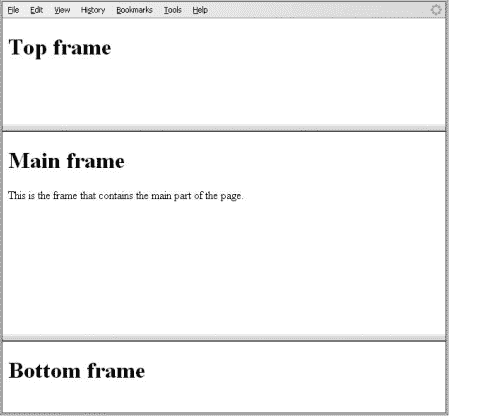 File Edit View History Bookmarks Tools Help
Top frame
Main frame
This is the frame that contains the main part of the page.
Bottom frame